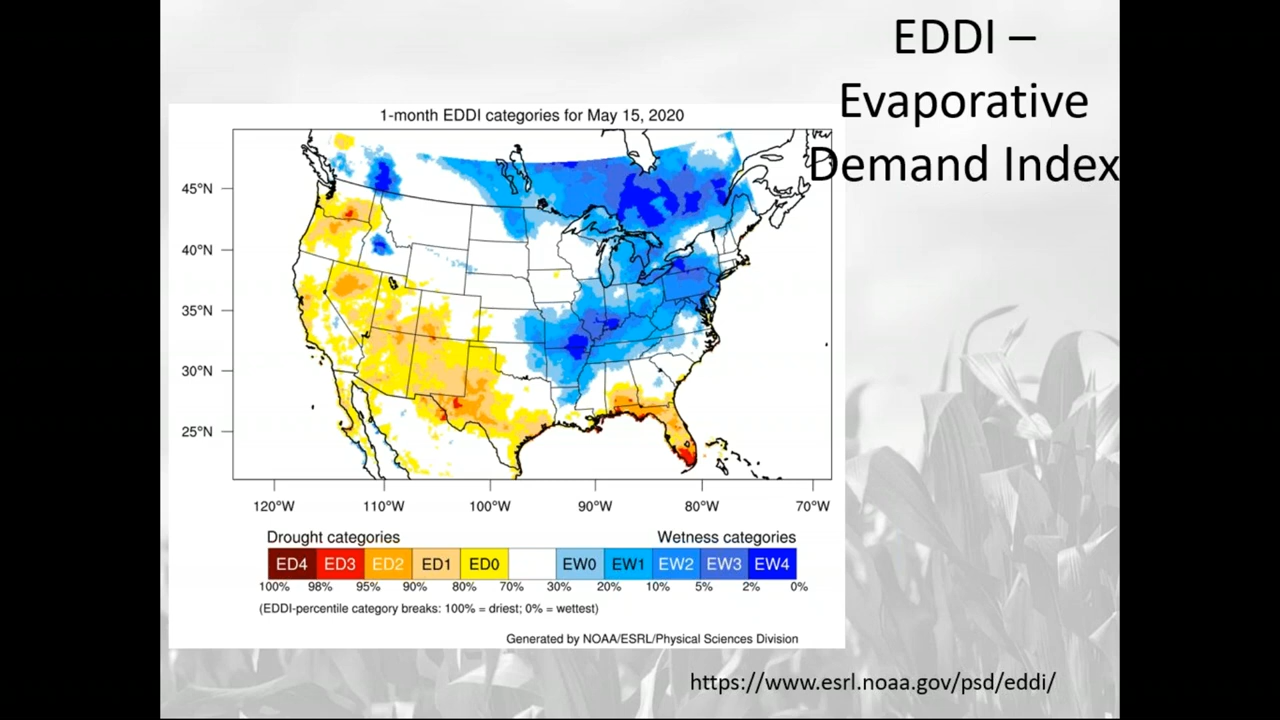 EDDI –
Evaporative
Demand Index
1-month EDDI categories for May 15, 2020
45°N
40°N
35°N
30°N
25°N
120°W 110°W 100°W 90°W 80°W 70°W
Drought categories Wetness categories
ED4 ED3 ED2 ED1 ED0 EW0 EW1 EW2 EW3 EW4
100% 98% 95% 90% 80% 70% 30% 20% 10% 5% 2% 0%
(EDDI-percentile category breaks: 100% = driest; 0% = wettest)
Generated by NOAA/ESRL/Physical Sciences Division
https://www.esrl.noaa.gov/psd/eddi/